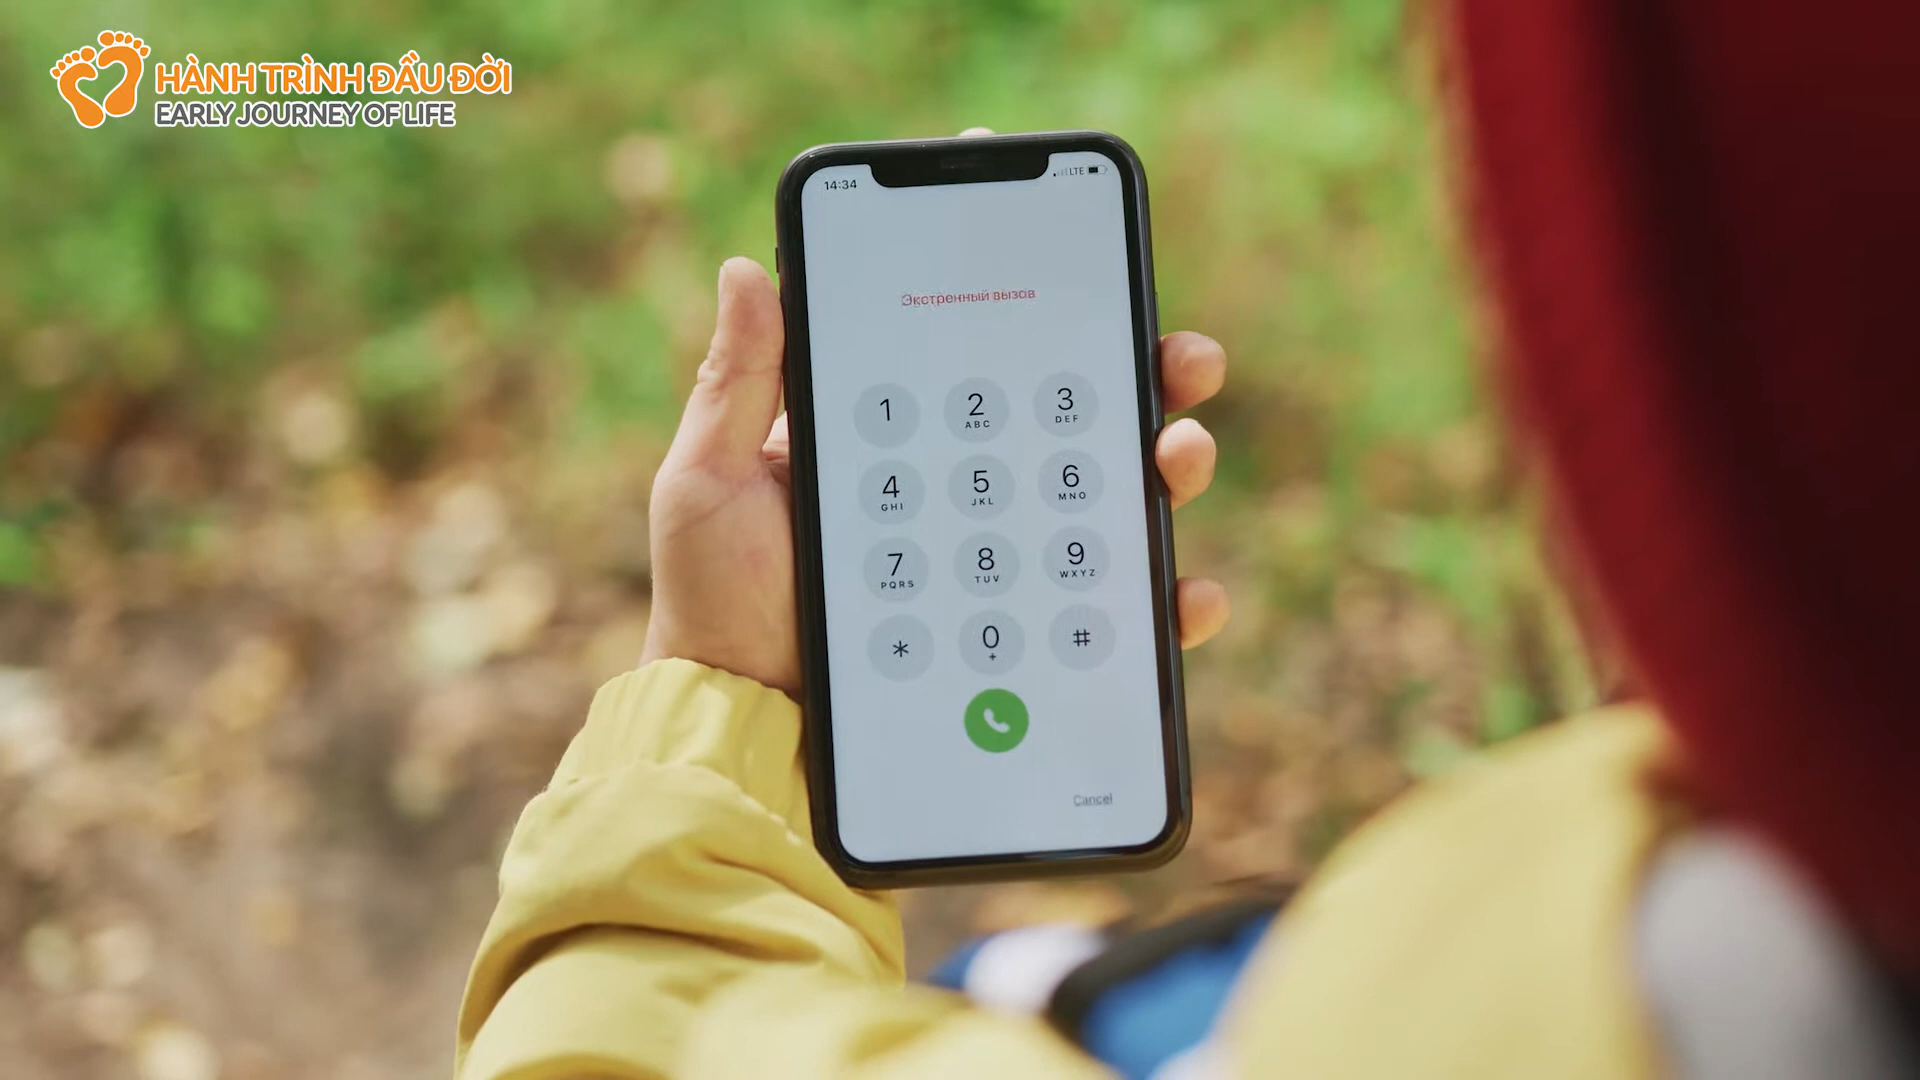 HÀNH TRÌNH ĐẦU ĐỜI
EARLY JOURNEY OF LIFE
14:34
LTE
Экстренный вызов
1
2
ABC
3
DEF
4
GHI
5
JKL
6
MNO
7
PQRS
8
TUV
9
WXYZ
*
0
+
#
Cancel